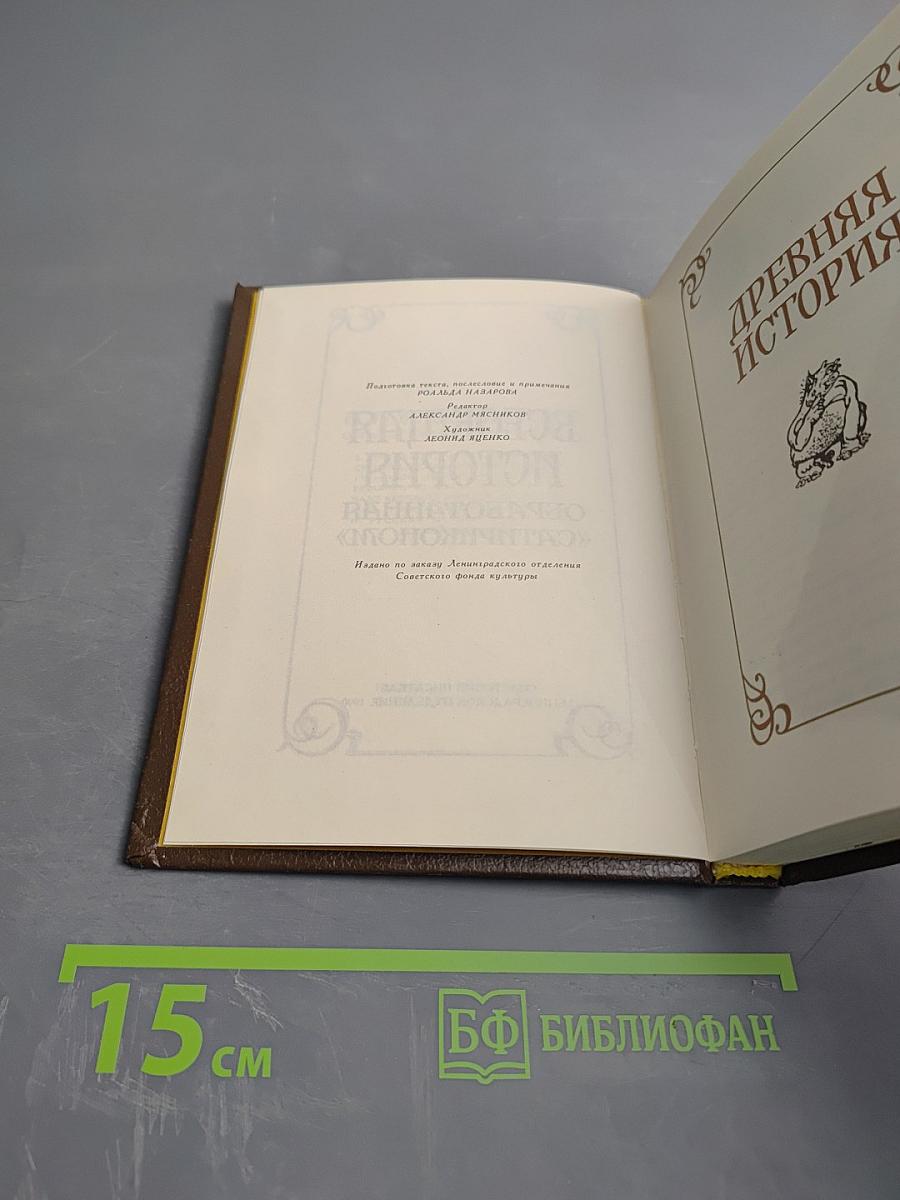 Подготовка текста, послесловие и примечания
РОАЛЬДА НАЗАРОВА
Редактор
АЛЕКСАНДР МЯСНИКОВ
Художник
ЛЕОНИД ЯЦЕНКО
Издано по заказу Ленинградского отделения
Советского фонда культуры
ДРЕВНЯЯ
ИСТОРИЯ
15 см
БФ БИБЛИОФАН